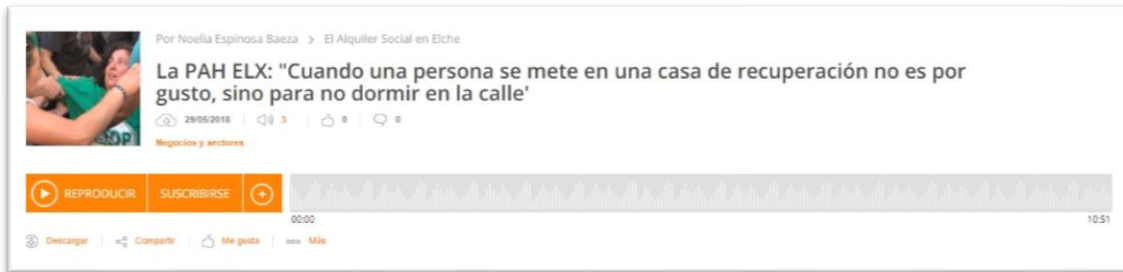 Por Noelia Espinosa Baeza > El Alquiler Social en Elche
La PAH ELX: "Cuando una persona se mete en una casa de recuperación no es por
gusto, sino para no dormir en la calle'
29/05/2018 3 0 0
Negocios y sectores
REPRODUCIR SUSCRIBIRSE
00:00 10:51
Descargar Compartir Me gusta Más